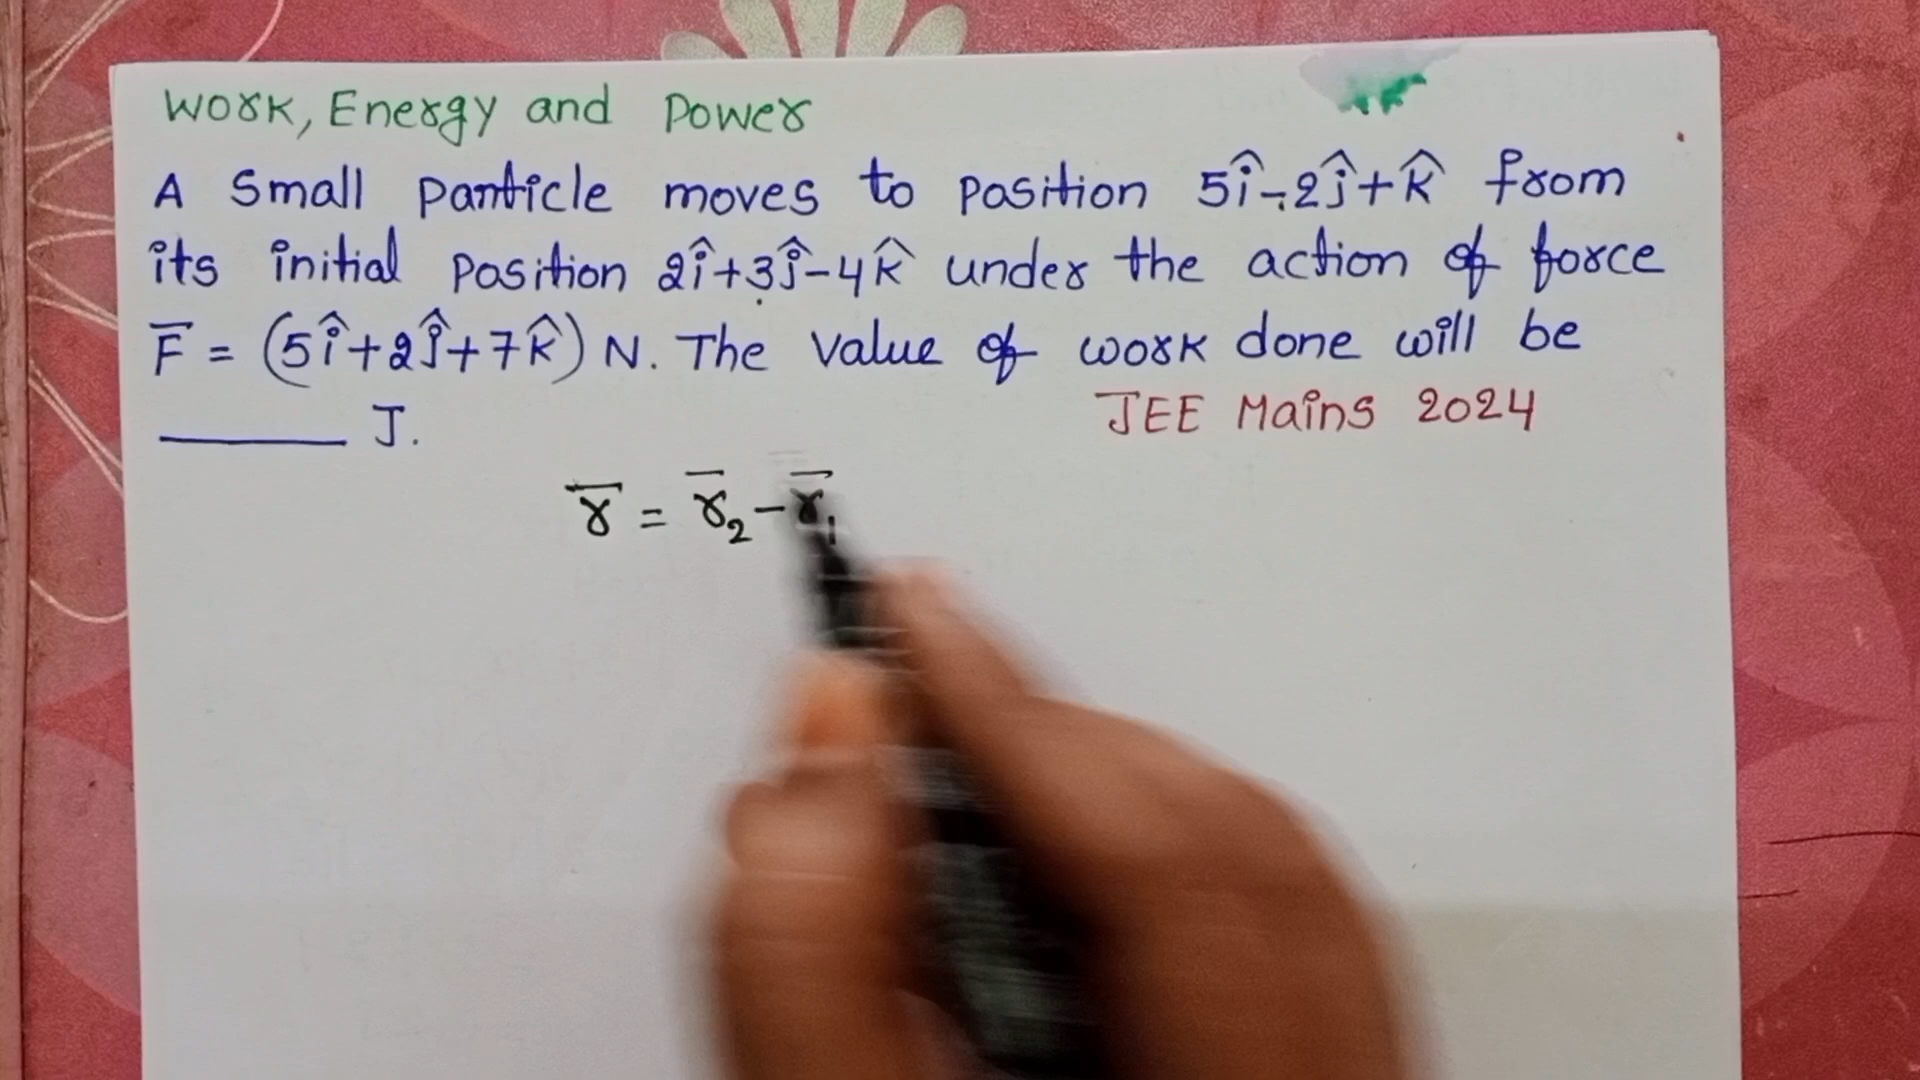 Work, Energy and Power
A Small particle moves to position 5î-2ĵ+k̂ from
its initial position 2î+3ĵ-4k̂ under the action of force
F̅ = (5î+2ĵ+7k̂) N. The value of work done will be
______ J.
JEE Mains 2024
r̅ = r̅₂-r̅₁